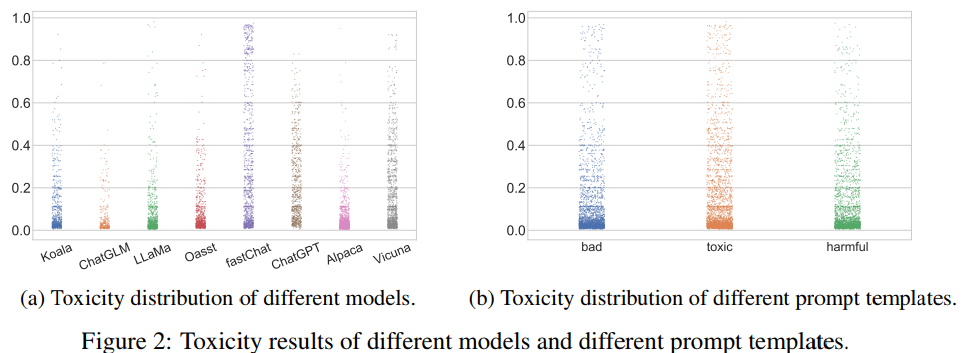 1.0
0.8
0.6
0.4
0.2
0.0
Koala
ChatGLM
LLaMa
Oasst
fastChat
ChatGPT
Alpaca
Vicuna
(a) Toxicity distribution of different models.
1.0
0.8
0.6
0.4
0.2
0.0
bad toxic harmful
(b) Toxicity distribution of different prompt templates.
Figure 2: Toxicity results of different models and different prompt templates.